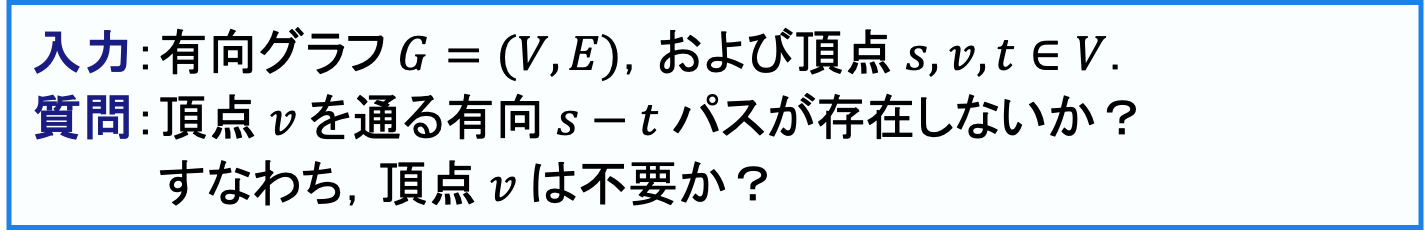 入力：有向グラフ G = (V, E)，および頂点 s, v, t ∈ V．
質問：頂点 v を通る有向 s − t パスが存在しないか？
すなわち，頂点 v は不要か？